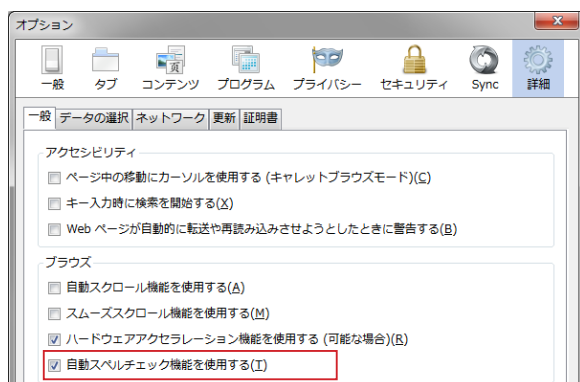 オプション
一般 タブ コンテンツ プログラム プライバシー セキュリティ Sync 詳細
一般 データの選択 ネットワーク 更新 証明書
アクセシビリティ
ページ中の移動にカーソルを使用する (キャレットブラウズモード)(C)
キー入力時に検索を開始する(X)
Web ページが自動的に転送や再読み込みさせようとしたときに警告する(B)
ブラウズ
自動スクロール機能を使用する(A)
スムーズスクロール機能を使用する(M)
ハードウェアアクセラレーション機能を使用する (可能な場合)(R)
自動スペルチェック機能を使用する(T)